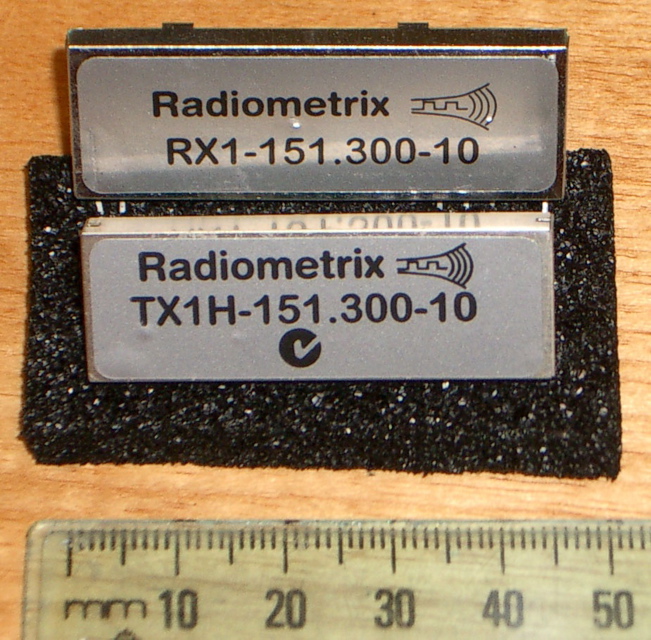 Radiometrix
RX1-151.300-10
Radiometrix
TX1H-151.300-10
mm 10 20 30 40 50